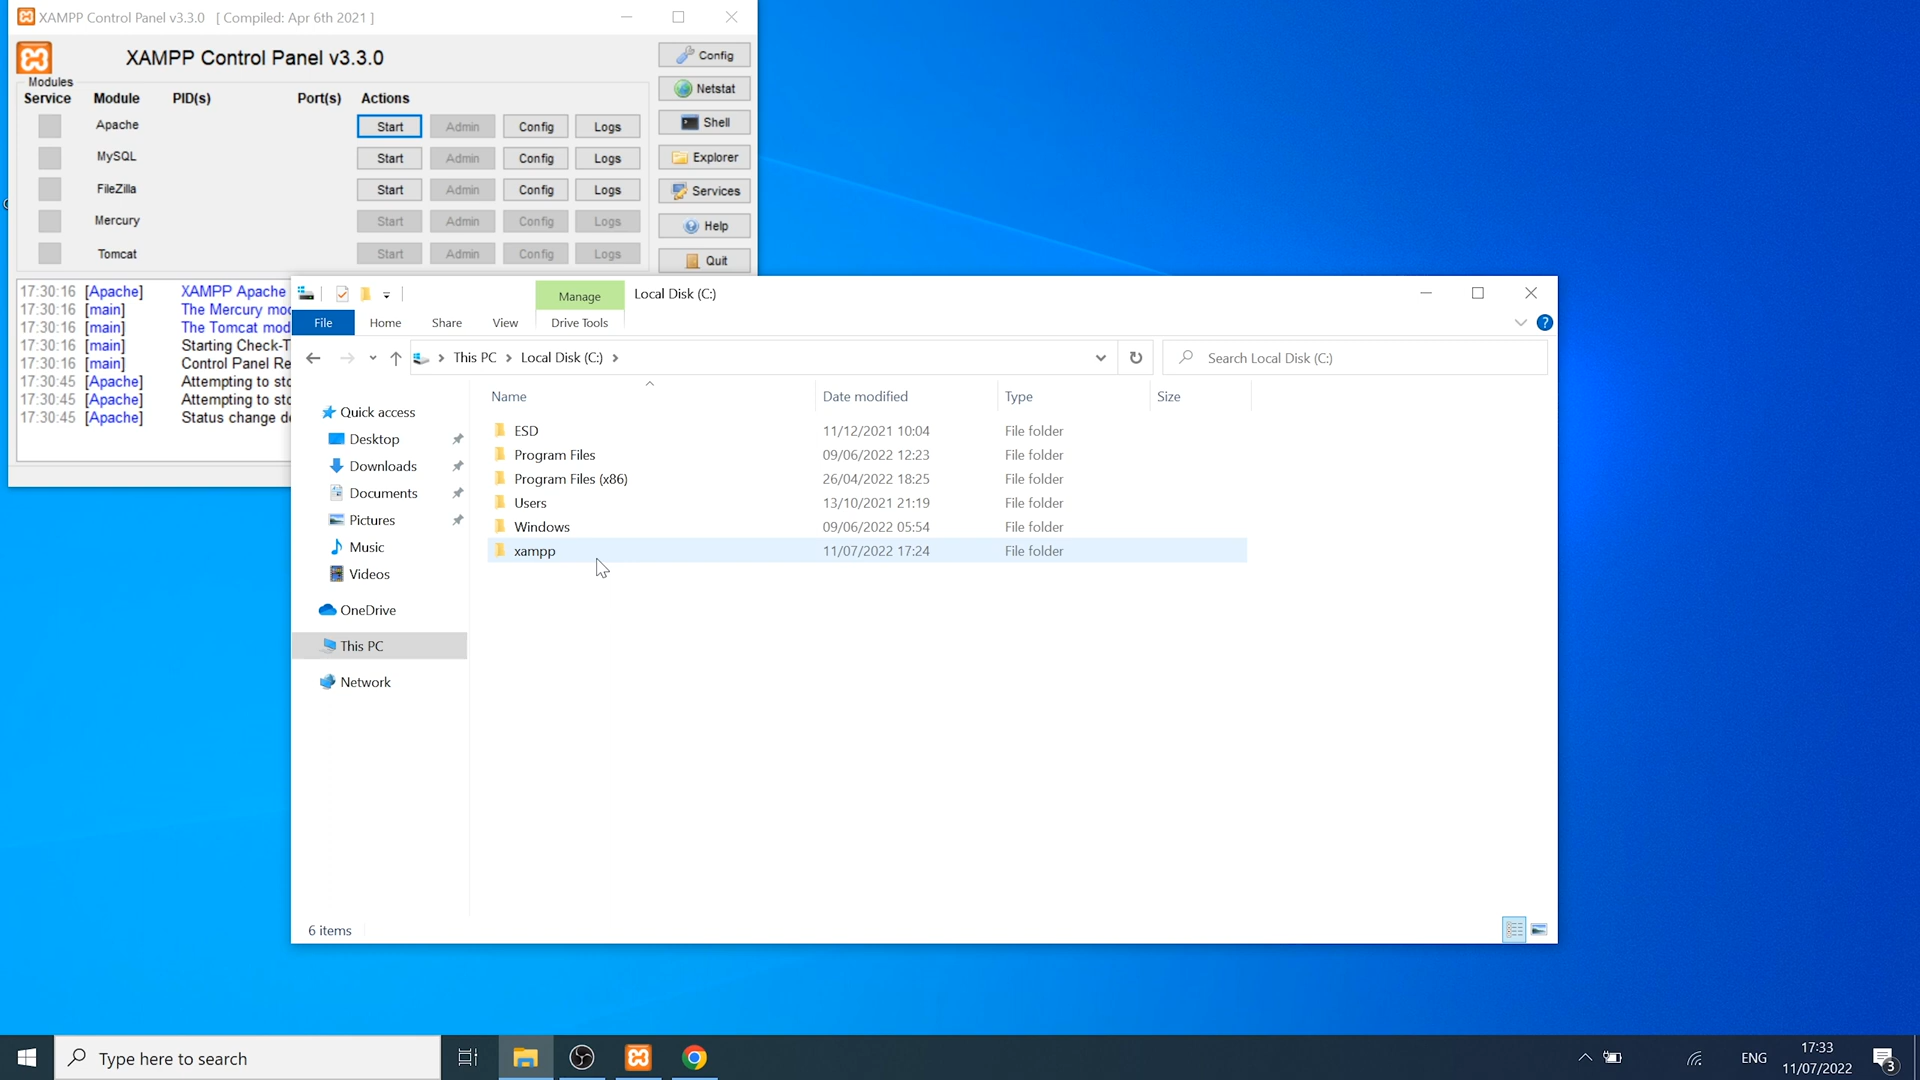 XAMPP Control Panel v3.3.0 [ Compiled: Apr 6th 2021 ]
XAMPP Control Panel v3.3.0
Config
Modules
Netstat
Service Module PID(s) Port(s) Actions
Apache Start Admin Config Logs
Shell
MySQL Start Admin Config Logs
Explorer
FileZilla Start Admin Config Logs
Services
Mercury Start Admin Config Logs
Help
Tomcat Start Admin Config Logs
Quit
17:30:16 [Apache] XAMPP Apache
17:30:16 [main] The Mercury mo
17:30:16 [main] The Tomcat mod
17:30:16 [main] Starting Check-T
17:30:16 [main] Control Panel Re
17:30:45 [Apache] Attempting to sto
17:30:45 [Apache] Attempting to sto
17:30:45 [Apache] Status change d
Manage Local Disk (C:)
File Home Share View Drive Tools
?
This PC Local Disk (C:)
Search Local Disk (C:)
Name Date modified Type Size
Quick access
Desktop
Downloads
Documents
Pictures
Music
Videos
OneDrive
This PC
Network
ESD 11/12/2021 10:04 File folder
Program Files 09/06/2022 12:23 File folder
Program Files (x86) 26/04/2022 18:25 File folder
Users 13/10/2021 21:19 File folder
Windows 09/06/2022 05:54 File folder
xampp 11/07/2022 17:24 File folder
6 items
Type here to search
ENG
17:33
11/07/2022
3